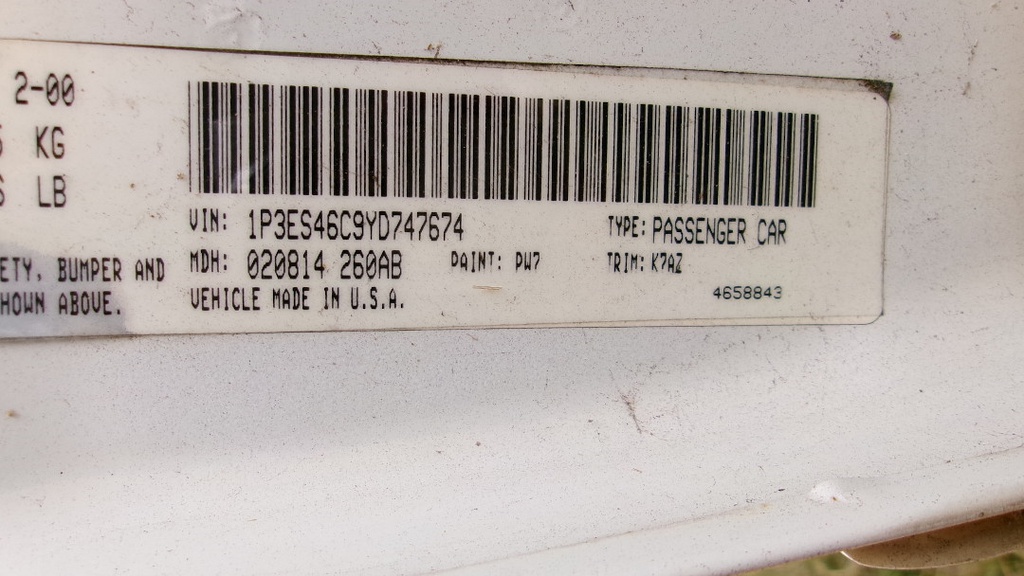 2-00
KG
LB
ETY, BUMPER AND
HOWN ABOVE.
VIN: 1P3ES46C9YD747674
TYPE: PASSENGER CAR
MDH: 020814 260AB
PAINT: PW7
TRIM: K7AZ
VEHICLE MADE IN U.S.A.
4658843